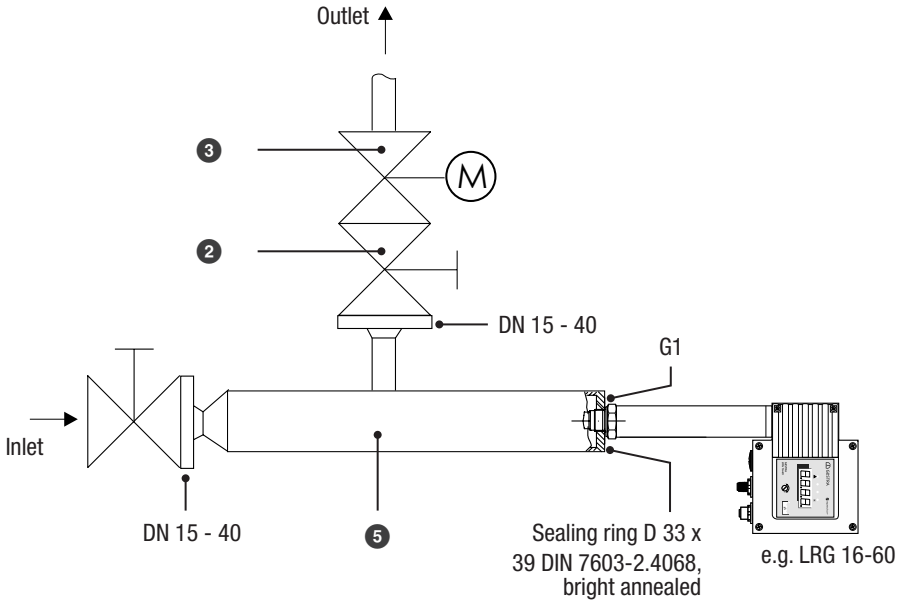 Outlet
3
M
2
DN 15 - 40
G1
Inlet
DN 15 - 40
5
Sealing ring D 33 x
39 DIN 7603-2.4068,
bright annealed
GESTRA
e.g. LRG 16-60